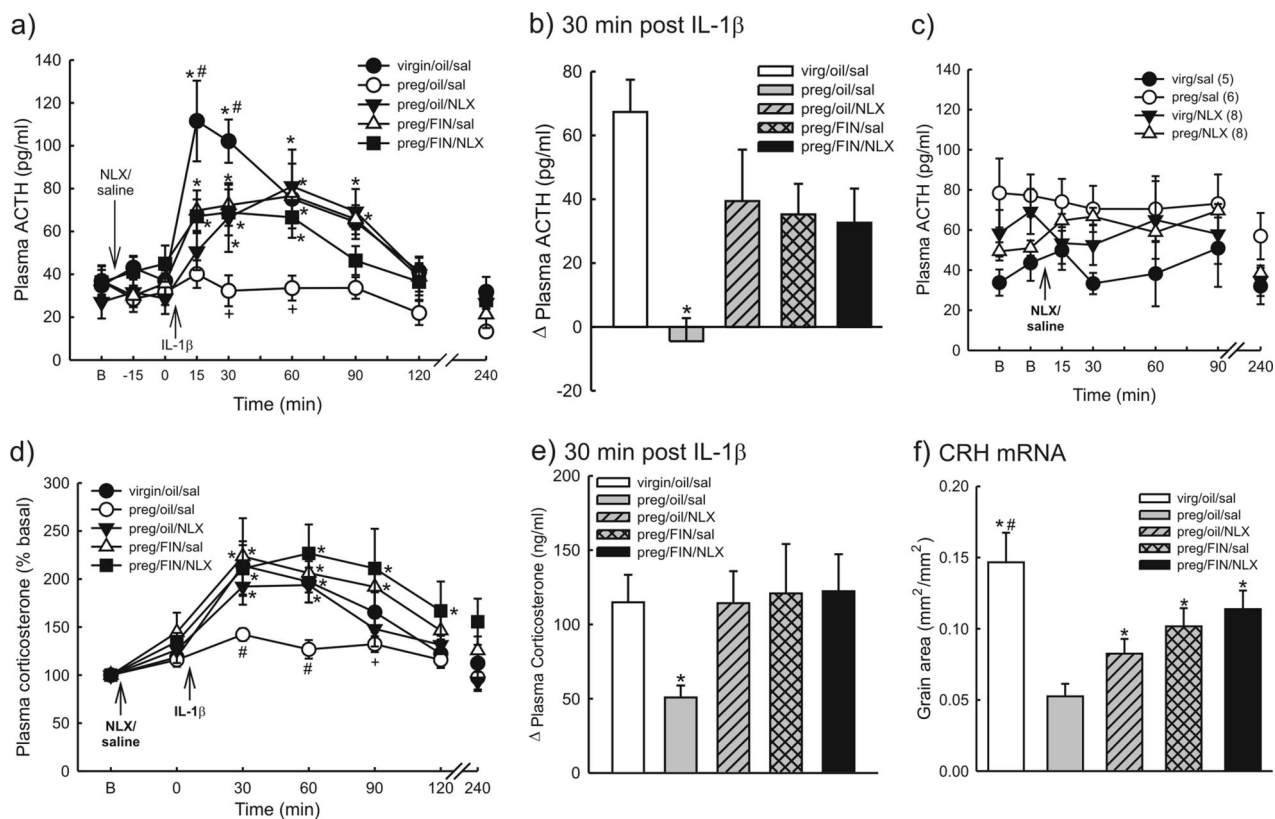 a)
140
120
100
80
60
40
20
0
Plasma ACTH (pg/ml)
NLX/
saline
* #
* #
*
*
*
*
*
*
*
*
*
*
+
+
IL-1β
virgin/oil/sal
preg/oil/sal
preg/oil/NLX
preg/FIN/sal
preg/FIN/NLX
B -15 0 15 30 60 90 120 240
Time (min)
b) 30 min post IL-1β
80
60
40
20
0
-20
Δ Plasma ACTH (pg/ml)
*
virg/oil/sal
preg/oil/sal
preg/oil/NLX
preg/FIN/sal
preg/FIN/NLX
c)
140
120
100
80
60
40
20
0
Plasma ACTH (pg/ml)
virg/sal (5)
preg/sal (6)
virg/NLX (8)
preg/NLX (8)
NLX/
saline
B B 15 30 60 90 240
Time (min)
d)
300
250
200
150
100
50
0
Plasma corticosterone (% basal)
virgin/oil/sal
preg/oil/sal
preg/oil/NLX
preg/FIN/sal
preg/FIN/NLX
* *
*
*
*
*
*
*
*
*
*
# # +
NLX/
saline
IL-1β
B 0 30 60 90 120 240
Time (min)
e) 30 min post IL-1β
200
150
100
50
0
Δ Plasma Corticosterone (ng/ml)
virg/oil/sal
preg/oil/sal
preg/oil/NLX
preg/FIN/sal
preg/FIN/NLX
*
f) CRH mRNA
0.20
0.15
0.10
0.05
0.00
Grain area (mm²/mm²)
virg/oil/sal
preg/oil/sal
preg/oil/NLX
preg/FIN/sal
preg/FIN/NLX
* #
*
*
*